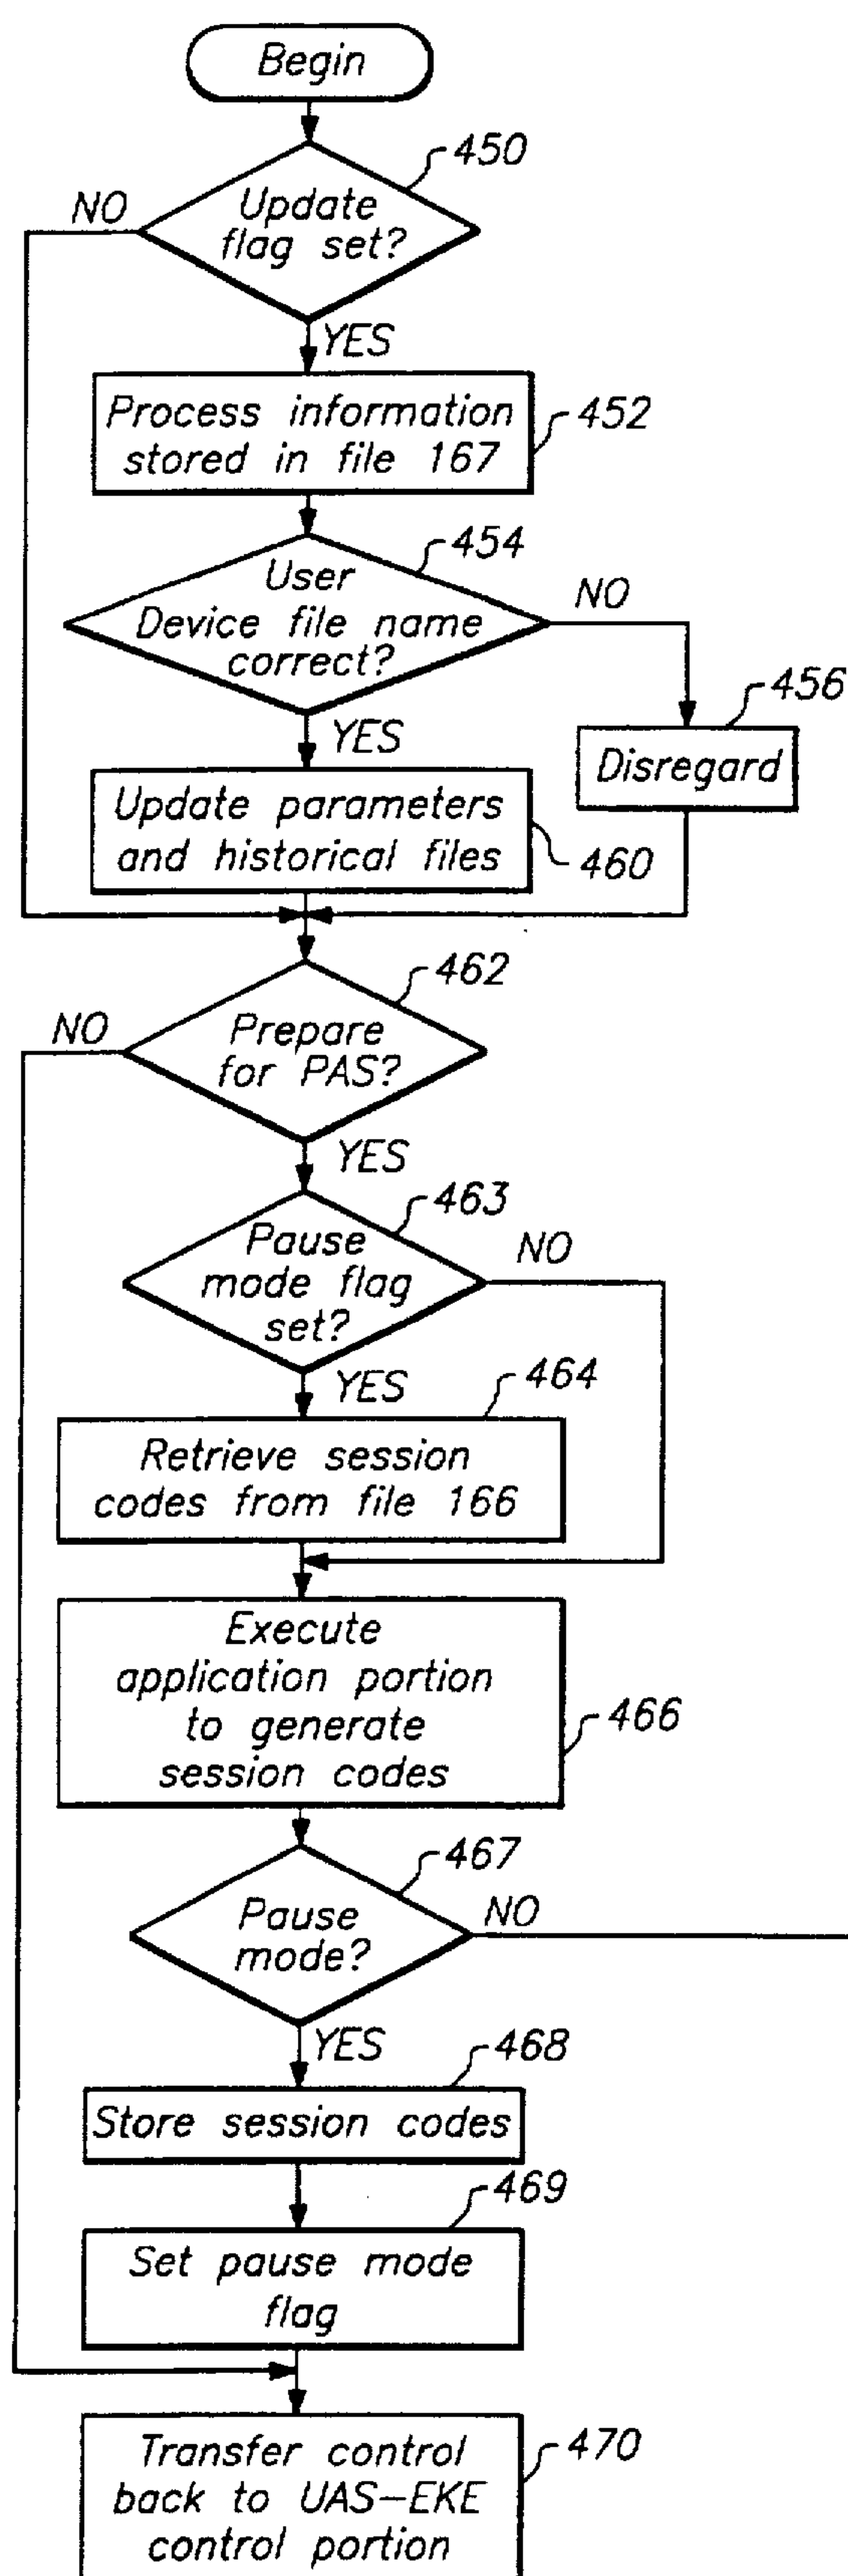 Begin
450
NO
Update
flag set?
YES
Process information
stored in file 167
452
454
User
Device file name
correct?
NO
YES
456
Disregard
Update parameters
and historical files
460
462
NO
Prepare
for PAS?
YES
463
Pause
mode flag
set?
NO
YES
464
Retrieve session
codes from file 166
Execute
application portion
to generate
session codes
466
467
Pause
mode?
NO
YES
468
Store session codes
469
Set pause mode
flag
Transfer control
back to UAS-EKE
control portion
470